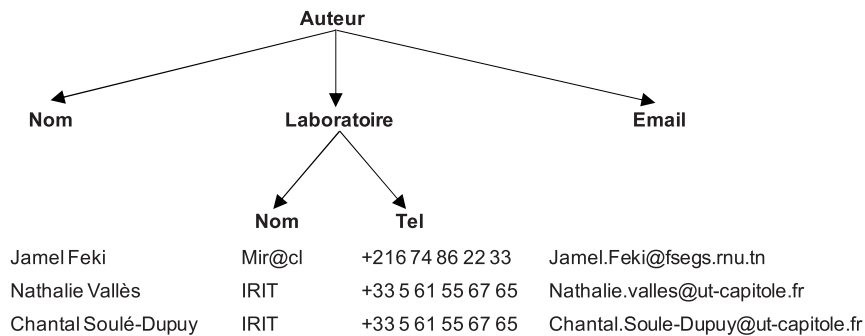 Auteur
Nom Laboratoire Email
Nom Tel
Jamel Feki Mir@cl +216 74 86 22 33 Jamel.Feki@fsegs.rnu.tn
Nathalie Vallès IRIT +33 5 61 55 67 65 Nathalie.valles@ut-capitole.fr
Chantal Soulé-Dupuy IRIT +33 5 61 55 67 65 Chantal.Soule-Dupuy@ut-capitole.fr